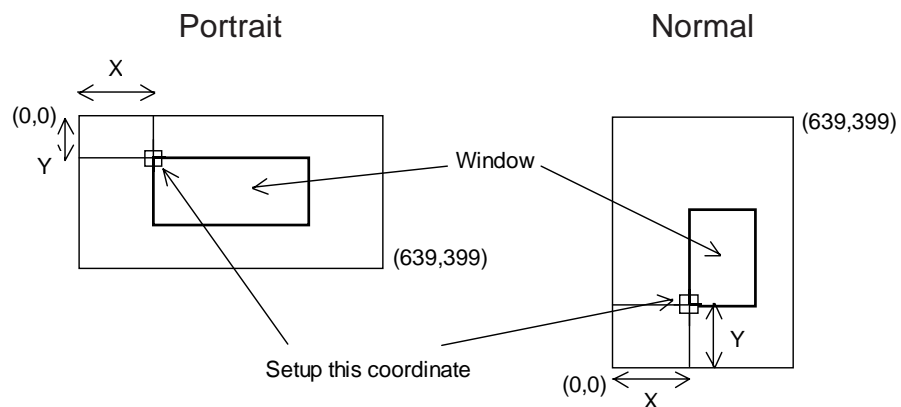 Portrait
Normal
X
(0,0)
Y
(639,399)
Window
(639,399)
Setup this coordinate
Y
(0,0)
X